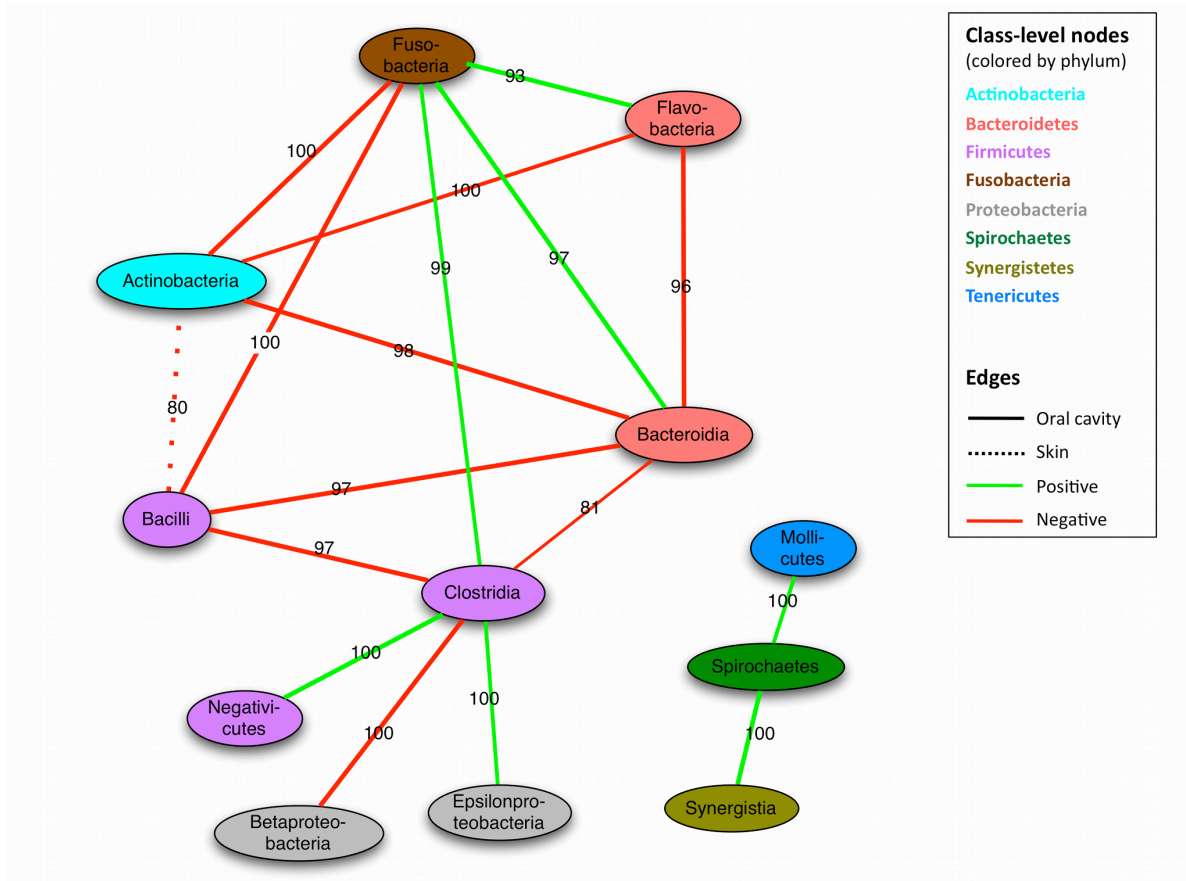 Fuso-
bacteria
93
Flavo-
bacteria
100
100
Actinobacteria
99
97
96
100
98
80
Bacteroidia
97
81
Bacilli
97
Clostridia
100
Negativi-
cutes
100
100
Betaproteo-
bacteria
Epsilonpro-
teobacteria
Molli-
cutes
100
Spirochaetes
100
Synergistia
Class-level nodes
(colored by phylum)
Actinobacteria
Bacteroidetes
Firmicutes
Fusobacteria
Proteobacteria
Spirochaetes
Synergistetes
Tenericutes
Edges
Oral cavity
Skin
Positive
Negative